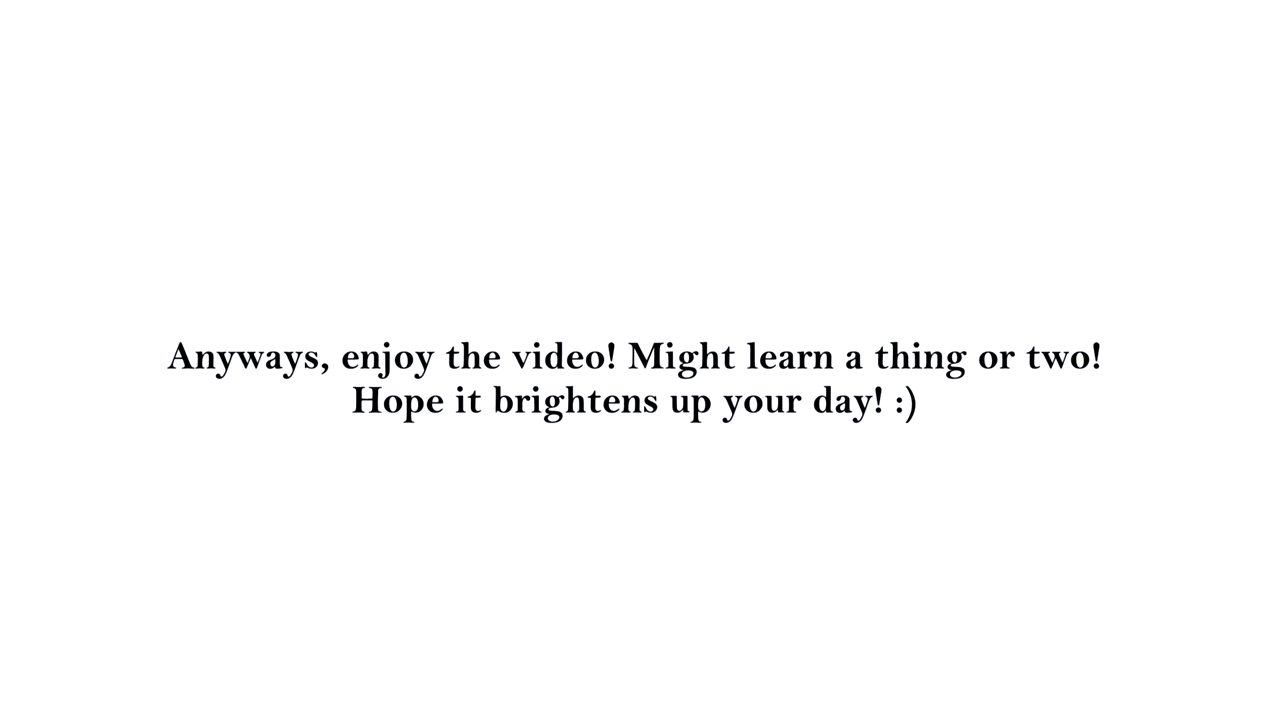 Anyways, enjoy the video! Might learn a thing or two!
Hope it brightens up your day! :)